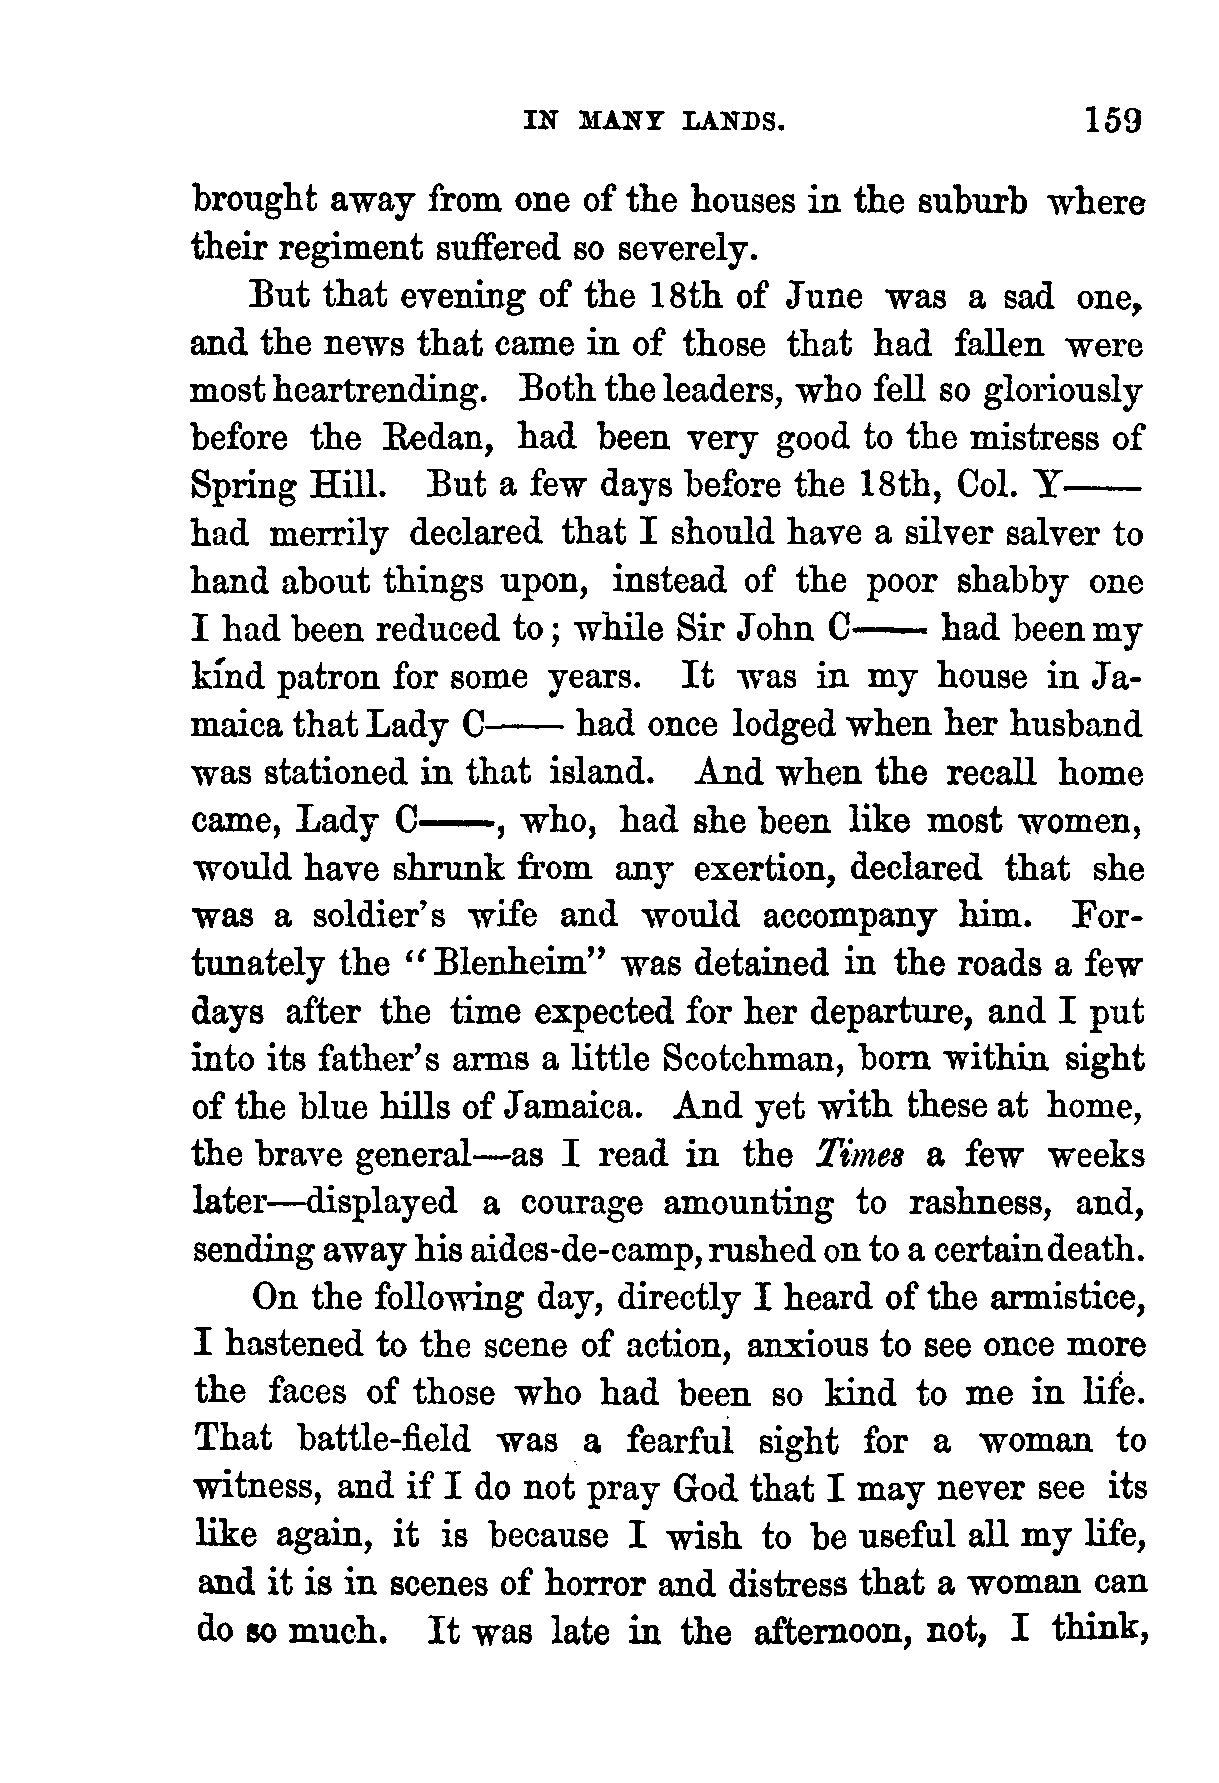 IN MANY LANDS. 159
brought away from one of the houses in the suburb where
their regiment suffered so severely.
But that evening of the 18th of June was a sad one,
and the news that came in of those that had fallen were
most heartrending. Both the leaders, who fell so gloriously
before the Redan, had been very good to the mistress of
Spring Hill. But a few days before the 18th, Col. Y——
had merrily declared that I should have a silver salver to
hand about things upon, instead of the poor shabby one
I had been reduced to; while Sir John C—— had been my
kind patron for some years. It was in my house in Ja-
maica that Lady C—— had once lodged when her husband
was stationed in that island. And when the recall home
came, Lady C——, who, had she been like most women,
would have shrunk from any exertion, declared that she
was a soldier's wife and would accompany him. For-
tunately the "Blenheim" was detained in the roads a few
days after the time expected for her departure, and I put
into its father's arms a little Scotchman, born within sight
of the blue hills of Jamaica. And yet with these at home,
the brave general—as I read in the Times a few weeks
later—displayed a courage amounting to rashness, and,
sending away his aides-de-camp, rushed on to a certain death.
On the following day, directly I heard of the armistice,
I hastened to the scene of action, anxious to see once more
the faces of those who had been so kind to me in life.
That battle-field was a fearful sight for a woman to
witness, and if I do not pray God that I may never see its
like again, it is because I wish to be useful all my life,
and it is in scenes of horror and distress that a woman can
do so much. It was late in the afternoon, not, I think,